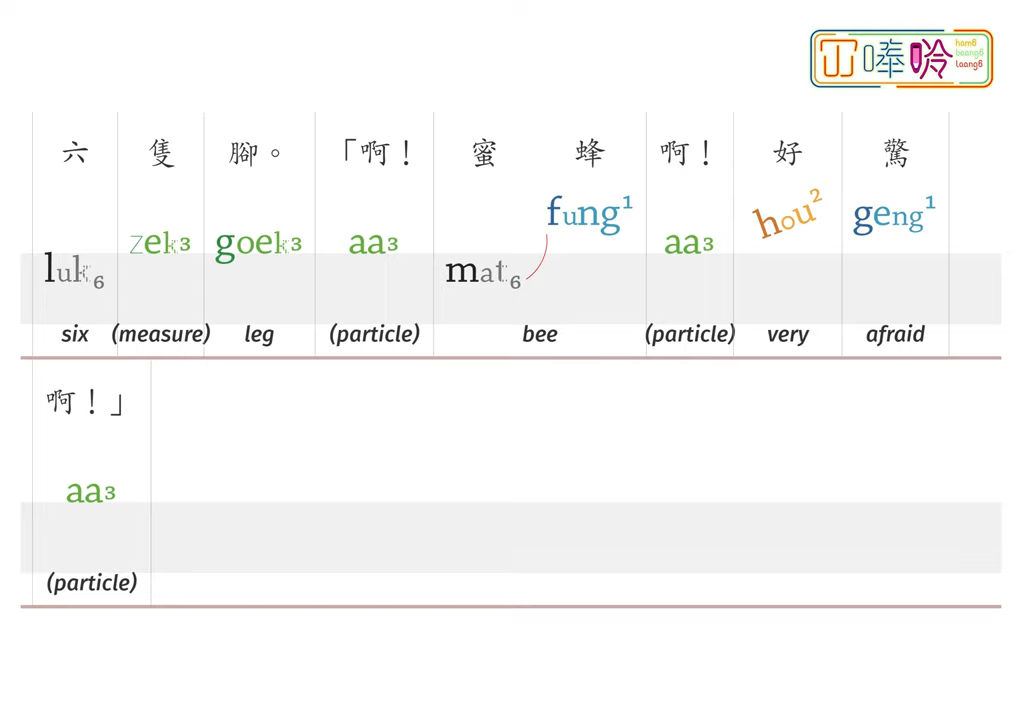 冚唪唥
ham6
baang6
laang6
六 隻 腳。 「啊！ 蜜 蜂 啊！ 好 驚
luk6 zek3 goek3 aa3 mat6 fung1 aa3 hou2 geng1
six (measure) leg (particle) bee (particle) very afraid
啊！」
aa3
(particle)